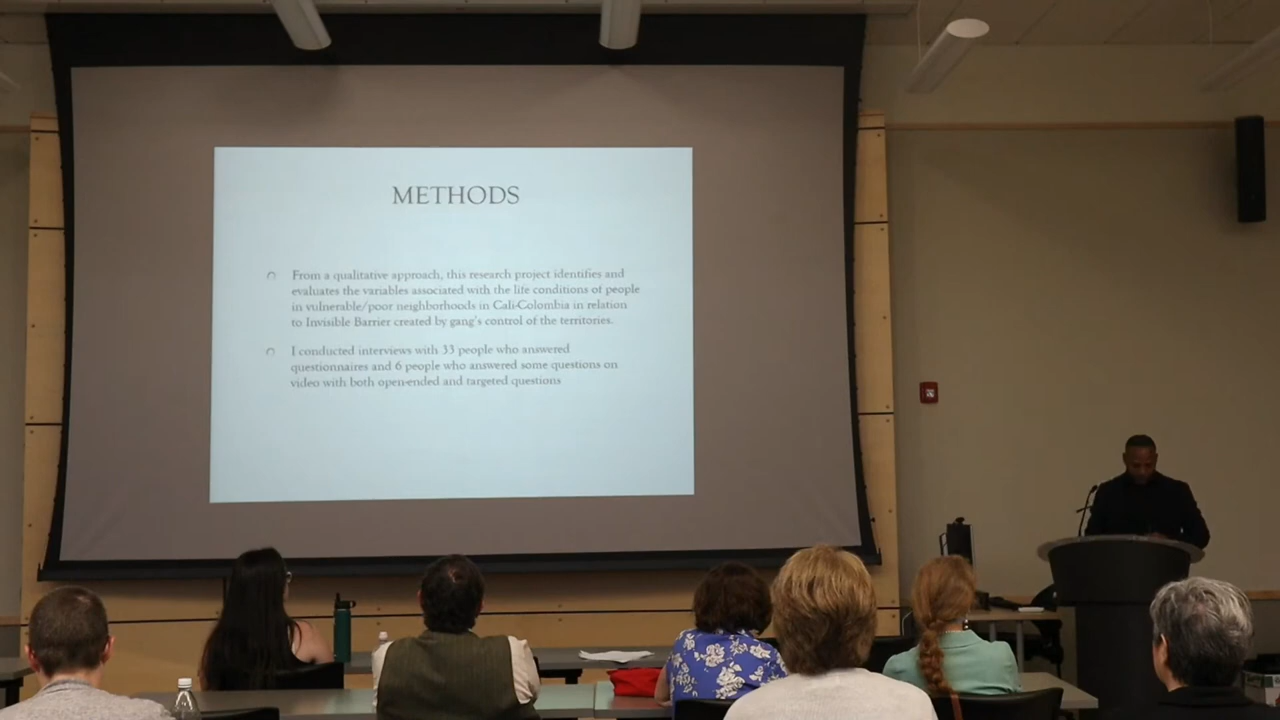 METHODS
From a qualitative approach, this research project identifies and
evaluates the variables associated with the life conditions of people
in vulnerable/poor neighborhoods in Cali-Colombia in relation
to Invisible Barrier created by gang's control of the territories.
I conducted interviews with 33 people who answered
questionnaires and 6 people who answered some questions on
video with both open-ended and targeted questions